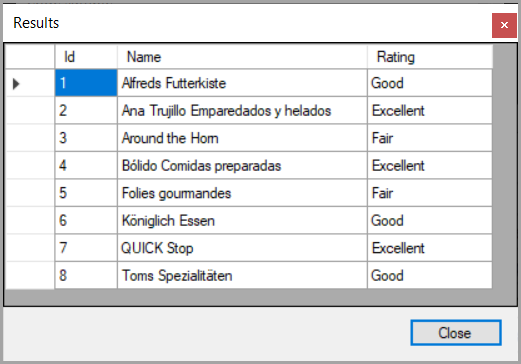 Results
Id Name Rating
1 Alfreds Futterkiste Good
2 Ana Trujillo Emparedados y helados Excellent
3 Around the Horn Fair
4 Bólido Comidas preparadas Excellent
5 Folies gourmandes Fair
6 Königlich Essen Good
7 QUICK Stop Excellent
8 Toms Spezialitäten Good
Close